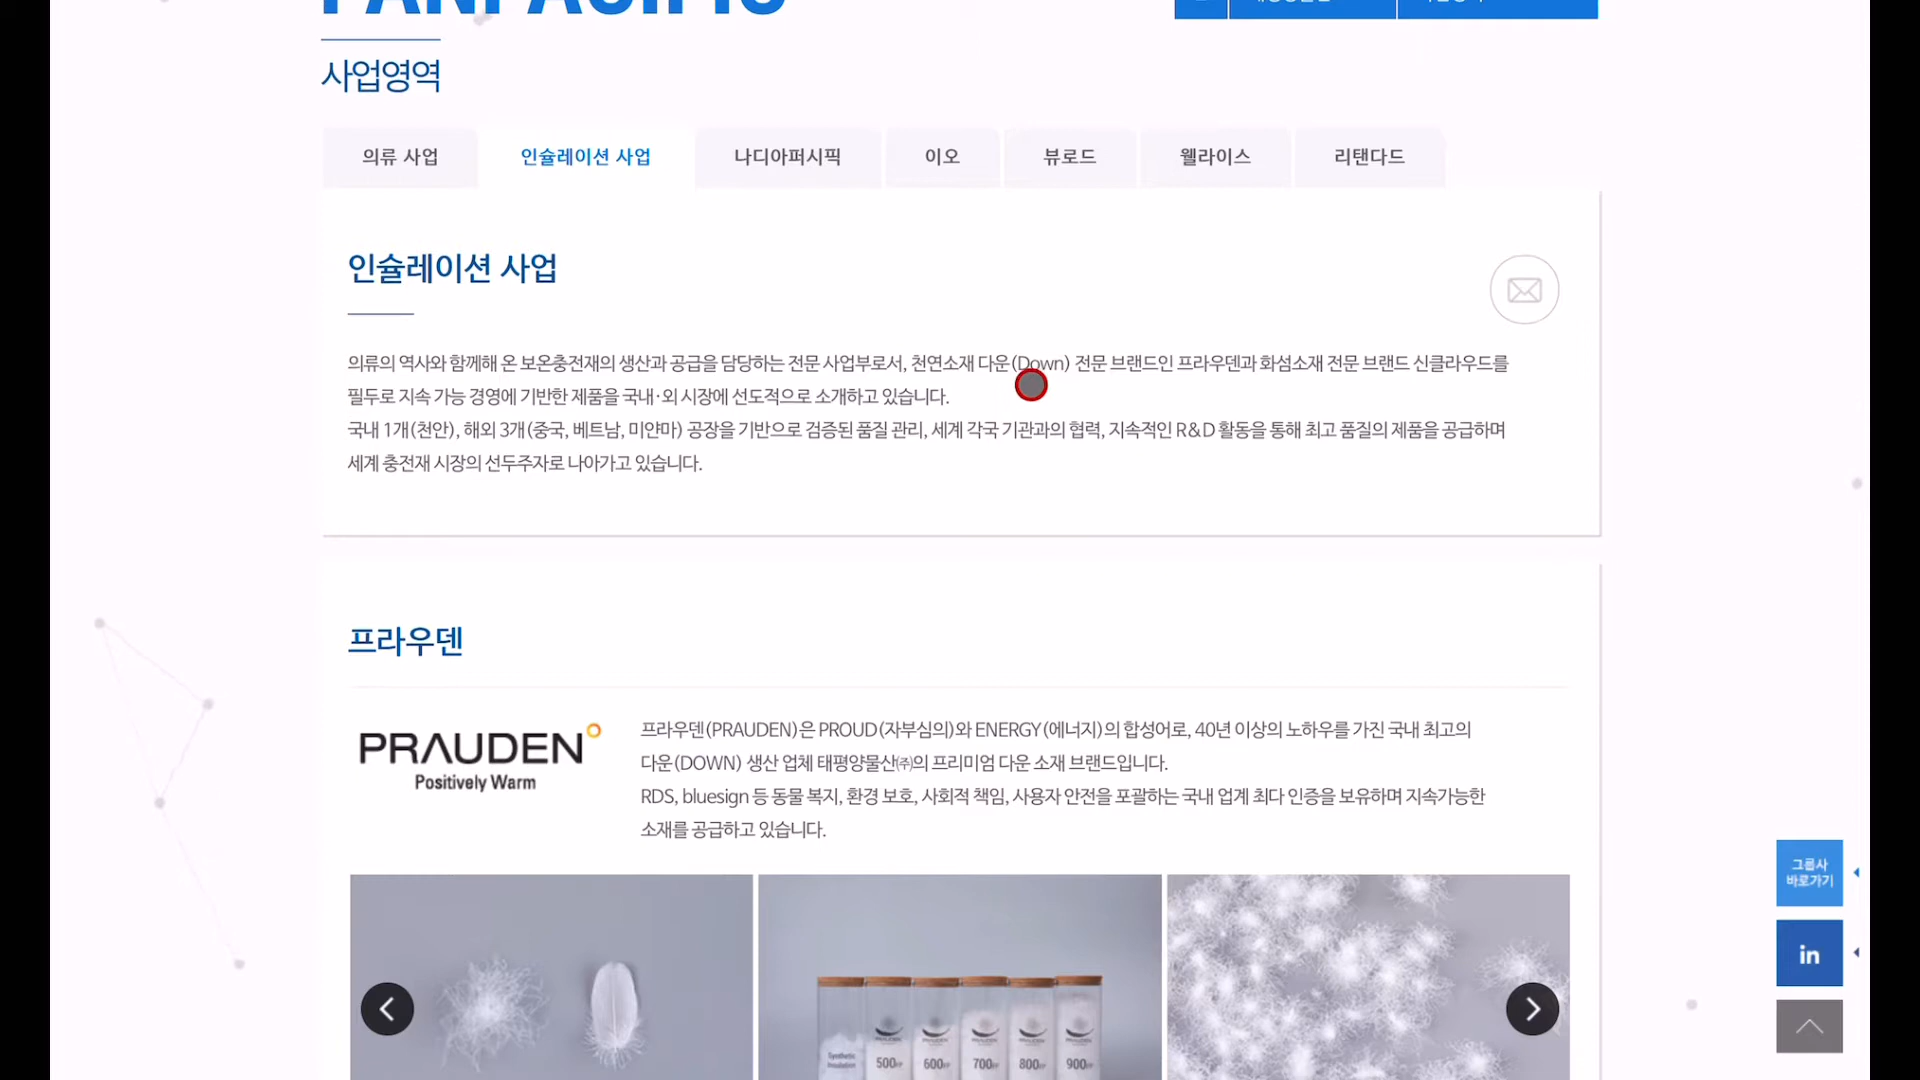 PANPACIFIC
사업영역
의류 사업
인슐레이션 사업
나디아퍼시픽
이오
뷰로드
웰라이스
리탠다드
인슐레이션 사업
의류의 역사와 함께해 온 보온충전재의 생산과 공급을 담당하는 전문 사업부로서, 천연소재 다운(Down) 전문 브랜드인 프라우덴과 화섬소재 전문 브랜드 신클라우드를
필두로 지속 가능 경영에 기반한 제품을 국내·외 시장에 선도적으로 소개하고 있습니다.
국내 1개(천안), 해외 3개(중국, 베트남, 미얀마) 공장을 기반으로 검증된 품질 관리, 세계 각국 기관과의 협력, 지속적인 R&D 활동을 통해 최고 품질의 제품을 공급하며
세계 충전재 시장의 선두주자로 나아가고 있습니다.
프라우덴
PRAUDEN
Positively Warm
프라우덴(PRAUDEN)은 PROUD(자부심의)와 ENERGY(에너지)의 합성어로, 40년 이상의 노하우를 가진 국내 최고의
다운(DOWN) 생산 업체 태평양물산㈜의 프리미엄 다운 소재 브랜드입니다.
RDS, bluesign 등 동물 복지, 환경 보호, 사회적 책임, 사용자 안전을 포괄하는 국내 업계 최다 인증을 보유하며 지속가능한
소재를 공급하고 있습니다.
그룹사
바로가기
in
Synthetic
Insulation
PRAUDEN
500FP
PRAUDEN
600FP
PRAUDEN
700FP
PRAUDEN
800FP
PRAUDEN
900FP